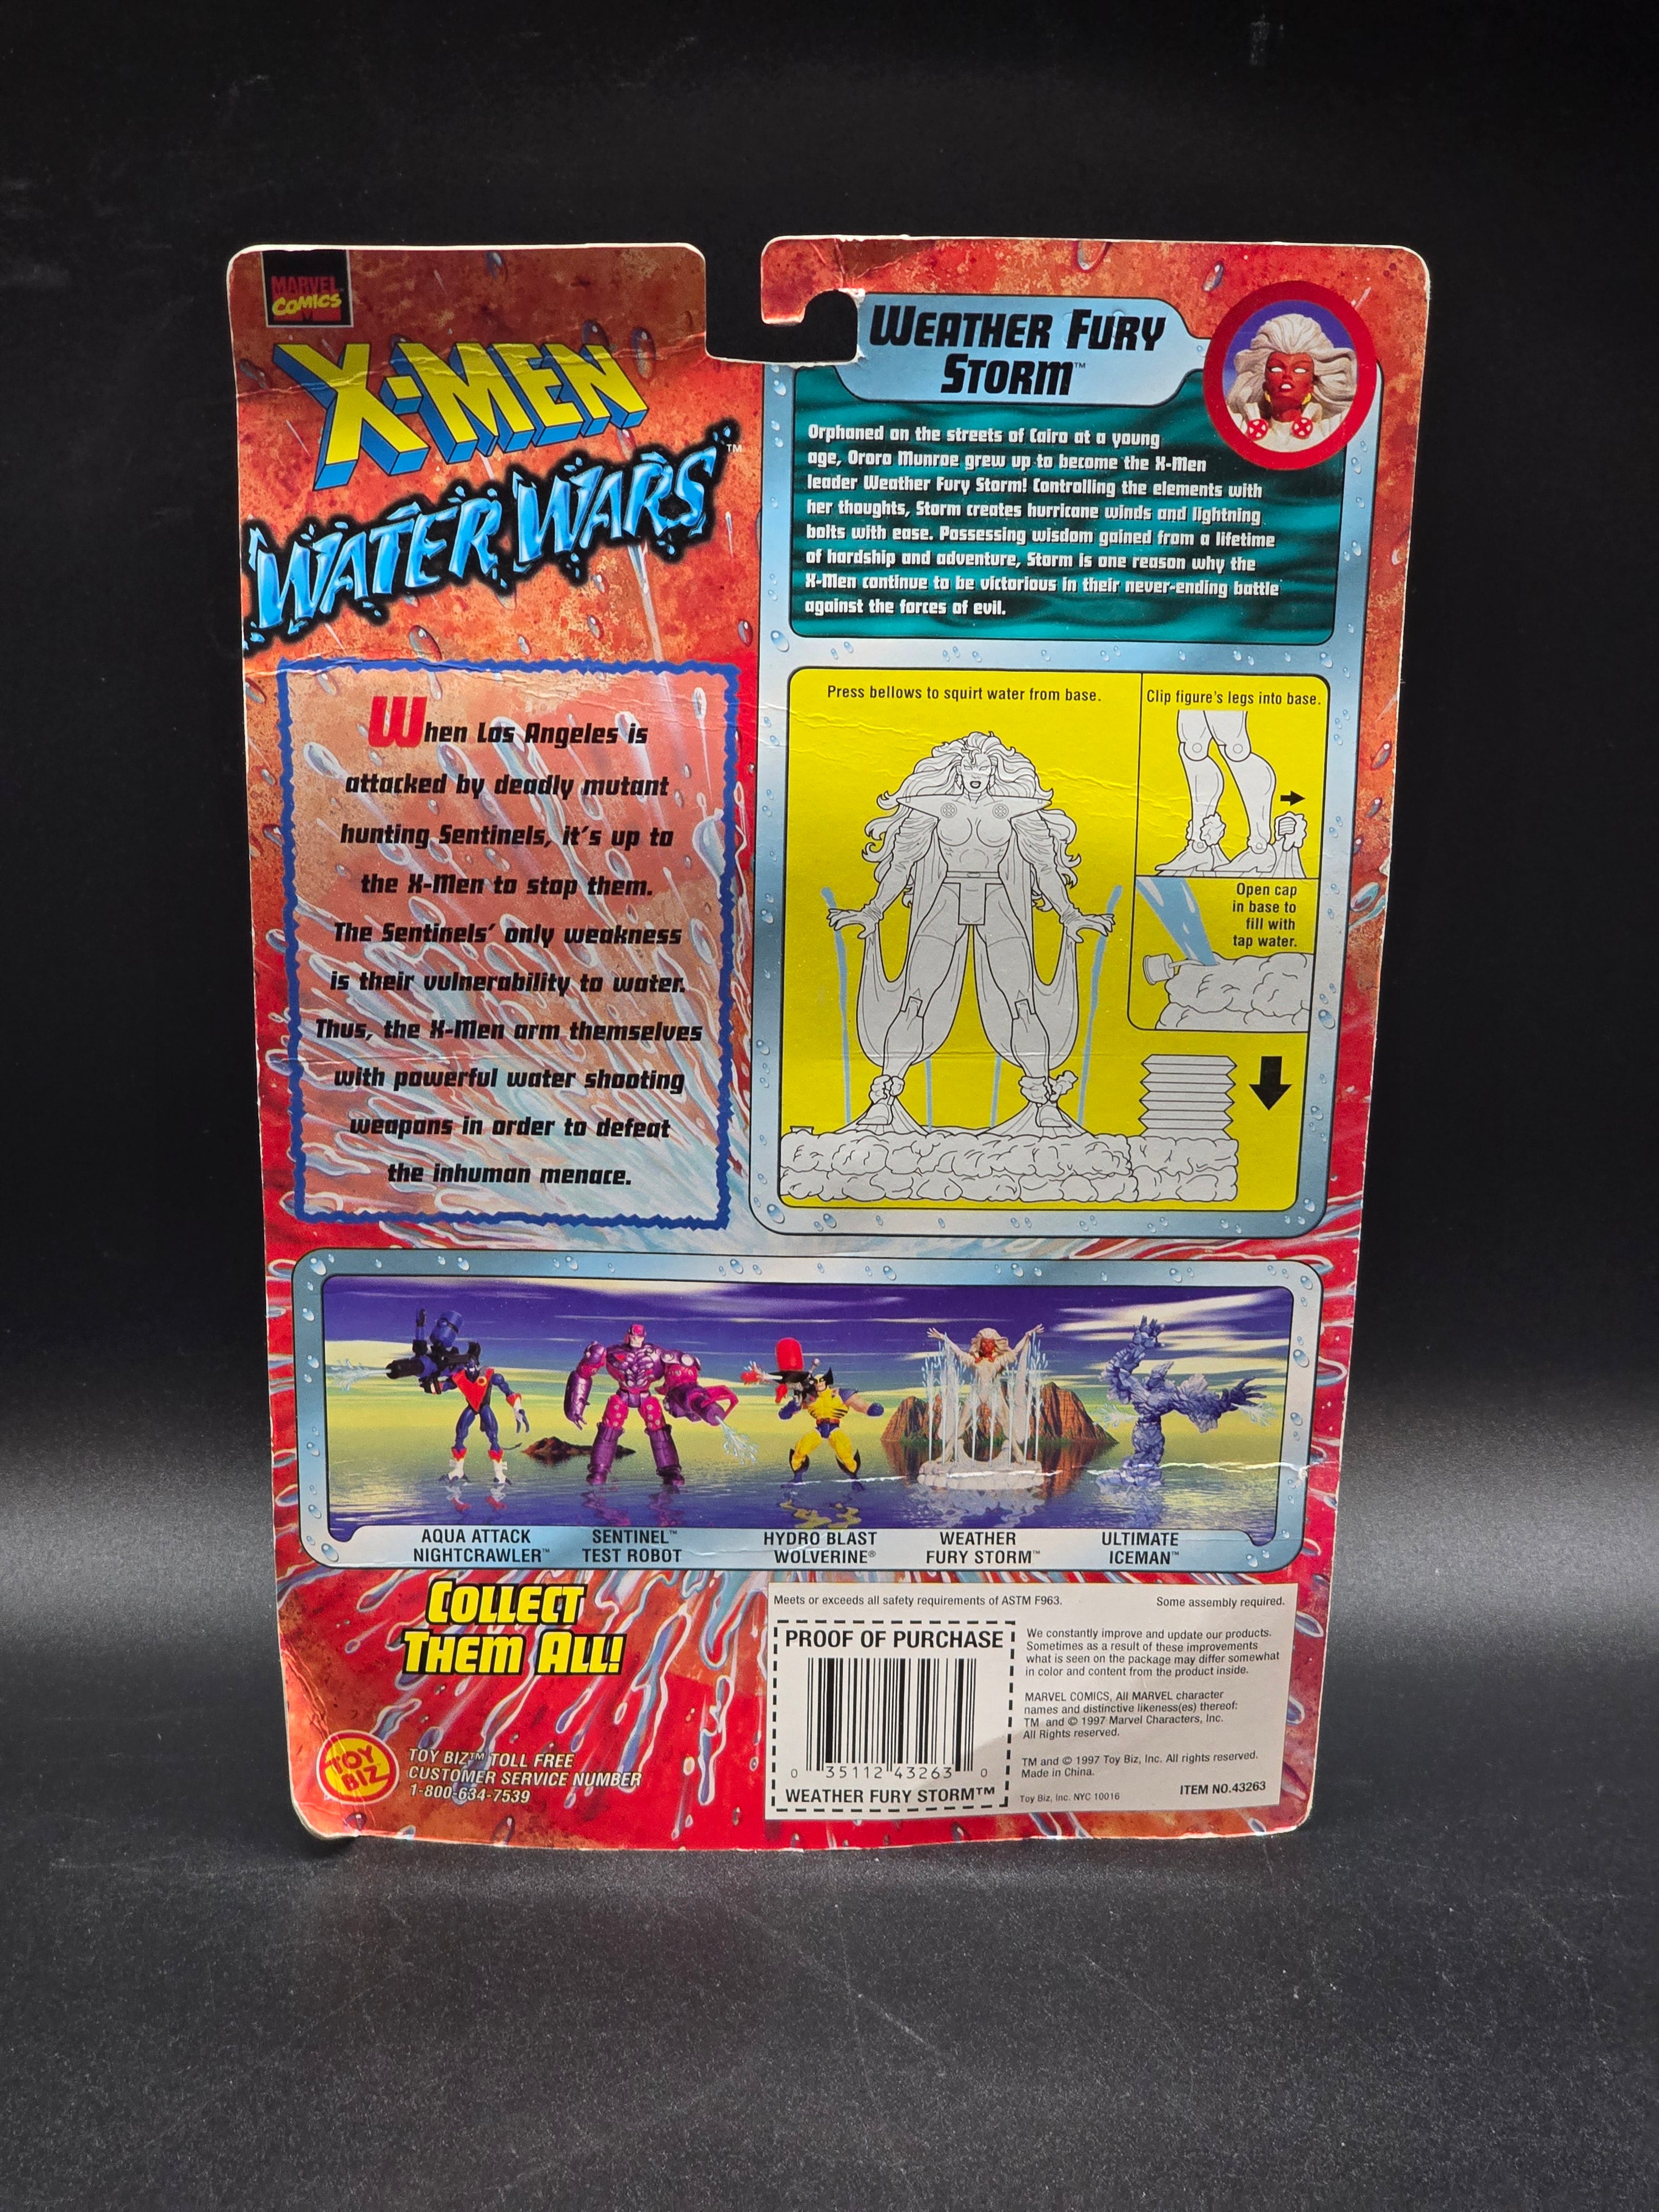 MARVEL
COMICS
X-MEN
WATER WARS™
When Los Angeles is
attacked by deadly mutant
hunting Sentinels, it's up to
the X-Men to stop them.
The Sentinels' only weakness
is their vulnerability to water.
Thus, the X-Men arm themselves
with powerful water shooting
weapons in order to defeat
the inhuman menace.
WEATHER FURY
STORM™
Orphaned on the streets of Cairo at a young
age, Ororo Munroe grew up to become the X-Men
leader Weather Fury Storm! Controlling the elements with
her thoughts, Storm creates hurricane winds and lightning
bolts with ease. Possessing wisdom gained from a lifetime
of hardship and adventure, Storm is one reason why the
X-Men continue to be victorious in their never-ending battle
against the forces of evil.
Press bellows to squirt water from base.
Clip figure's legs into base.
Open cap
in base to
fill with
tap water.
AQUA ATTACK
NIGHTCRAWLER™
SENTINEL™
TEST ROBOT
HYDRO BLAST
WOLVERINE®
WEATHER
FURY STORM™
ULTIMATE
ICEMAN™
COLLECT
THEM ALL!
TOY
BIZ
TOY BIZ™ TOLL FREE
CUSTOMER SERVICE NUMBER
1-800-634-7539
Meets or exceeds all safety requirements of ASTM F963.
Some assembly required.
PROOF OF PURCHASE
0 35112 43263 0
WEATHER FURY STORM™
We constantly improve and update our products.
Sometimes as a result of these improvements
what is seen on the package may differ somewhat
in color and content from the product inside.
MARVEL COMICS, All MARVEL character
names and distinctive likeness(es) thereof:
TM and © 1997 Marvel Characters, Inc.
All Rights reserved.
TM and © 1997 Toy Biz, Inc. All rights reserved.
Made in China.
Toy Biz, Inc. NYC 10016
ITEM NO.43263